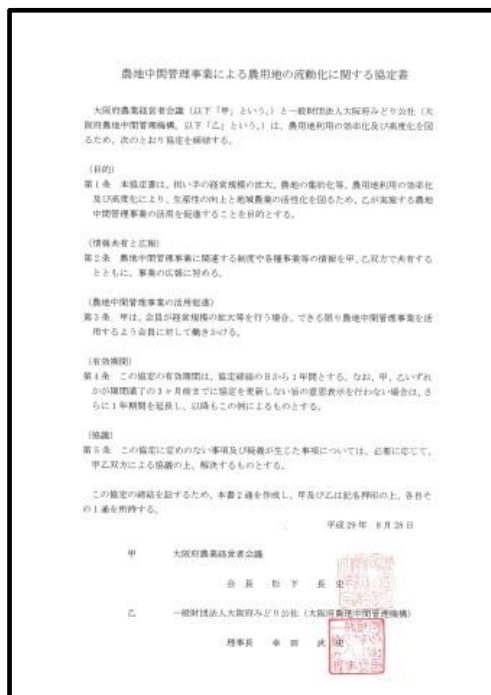 農地中間管理事業による農用地の流動化に関する協定書
大阪府農業経営者会議（以下「甲」という。）と一般財団法人大阪府みどり公社（大
阪府農地中間管理機構。以下「乙」という。）は、農用地利用の効率化及び高度化を図
るため、次のとおり協定を締結する。
（目的）
第１条　本協定書は、担い手の経営規模の拡大、農地の集約化等、農用地利用の効率化
及び高度化により、生産性の向上と地域農業の活性化を図るため、乙が実施する農地
中間管理事業の活用を促進することを目的とする。
（情報共有と広報）
第２条　農地中間管理事業に関連する制度や各種事業等の情報を甲、乙双方で共有する
とともに、事業の広報に努める。
（農地中間管理事業の活用促進）
第３条　甲は、会員が経営規模の拡大等を行う場合、できる限り農地中間管理事業を活
用するよう会員に対して働きかける。
（有効期間）
第４条　この協定の有効期間は、協定締結の日から１年間とする。なお、甲、乙いずれ
かが期間満了の３ヶ月前までに協定を更新しない旨の意思表示を行わない場合は、さ
らに１年期間を延長し、以降もこの例によるものとする。
（協議）
第５条　この協定に定めのない事項及び疑義が生じた事項については、必要に応じて、
甲乙双方による協議の上、解決するものとする。
この協定の締結を証するため、本書２通を作成し、甲及び乙は記名押印の上、各自そ
の１通を所持する。
平成29年　8月28日
甲　大阪府農業経営者会議
会長　松下　長史
乙　一般財団法人大阪府みどり公社（大阪府農地中間管理機構）
理事長　幸田　武史